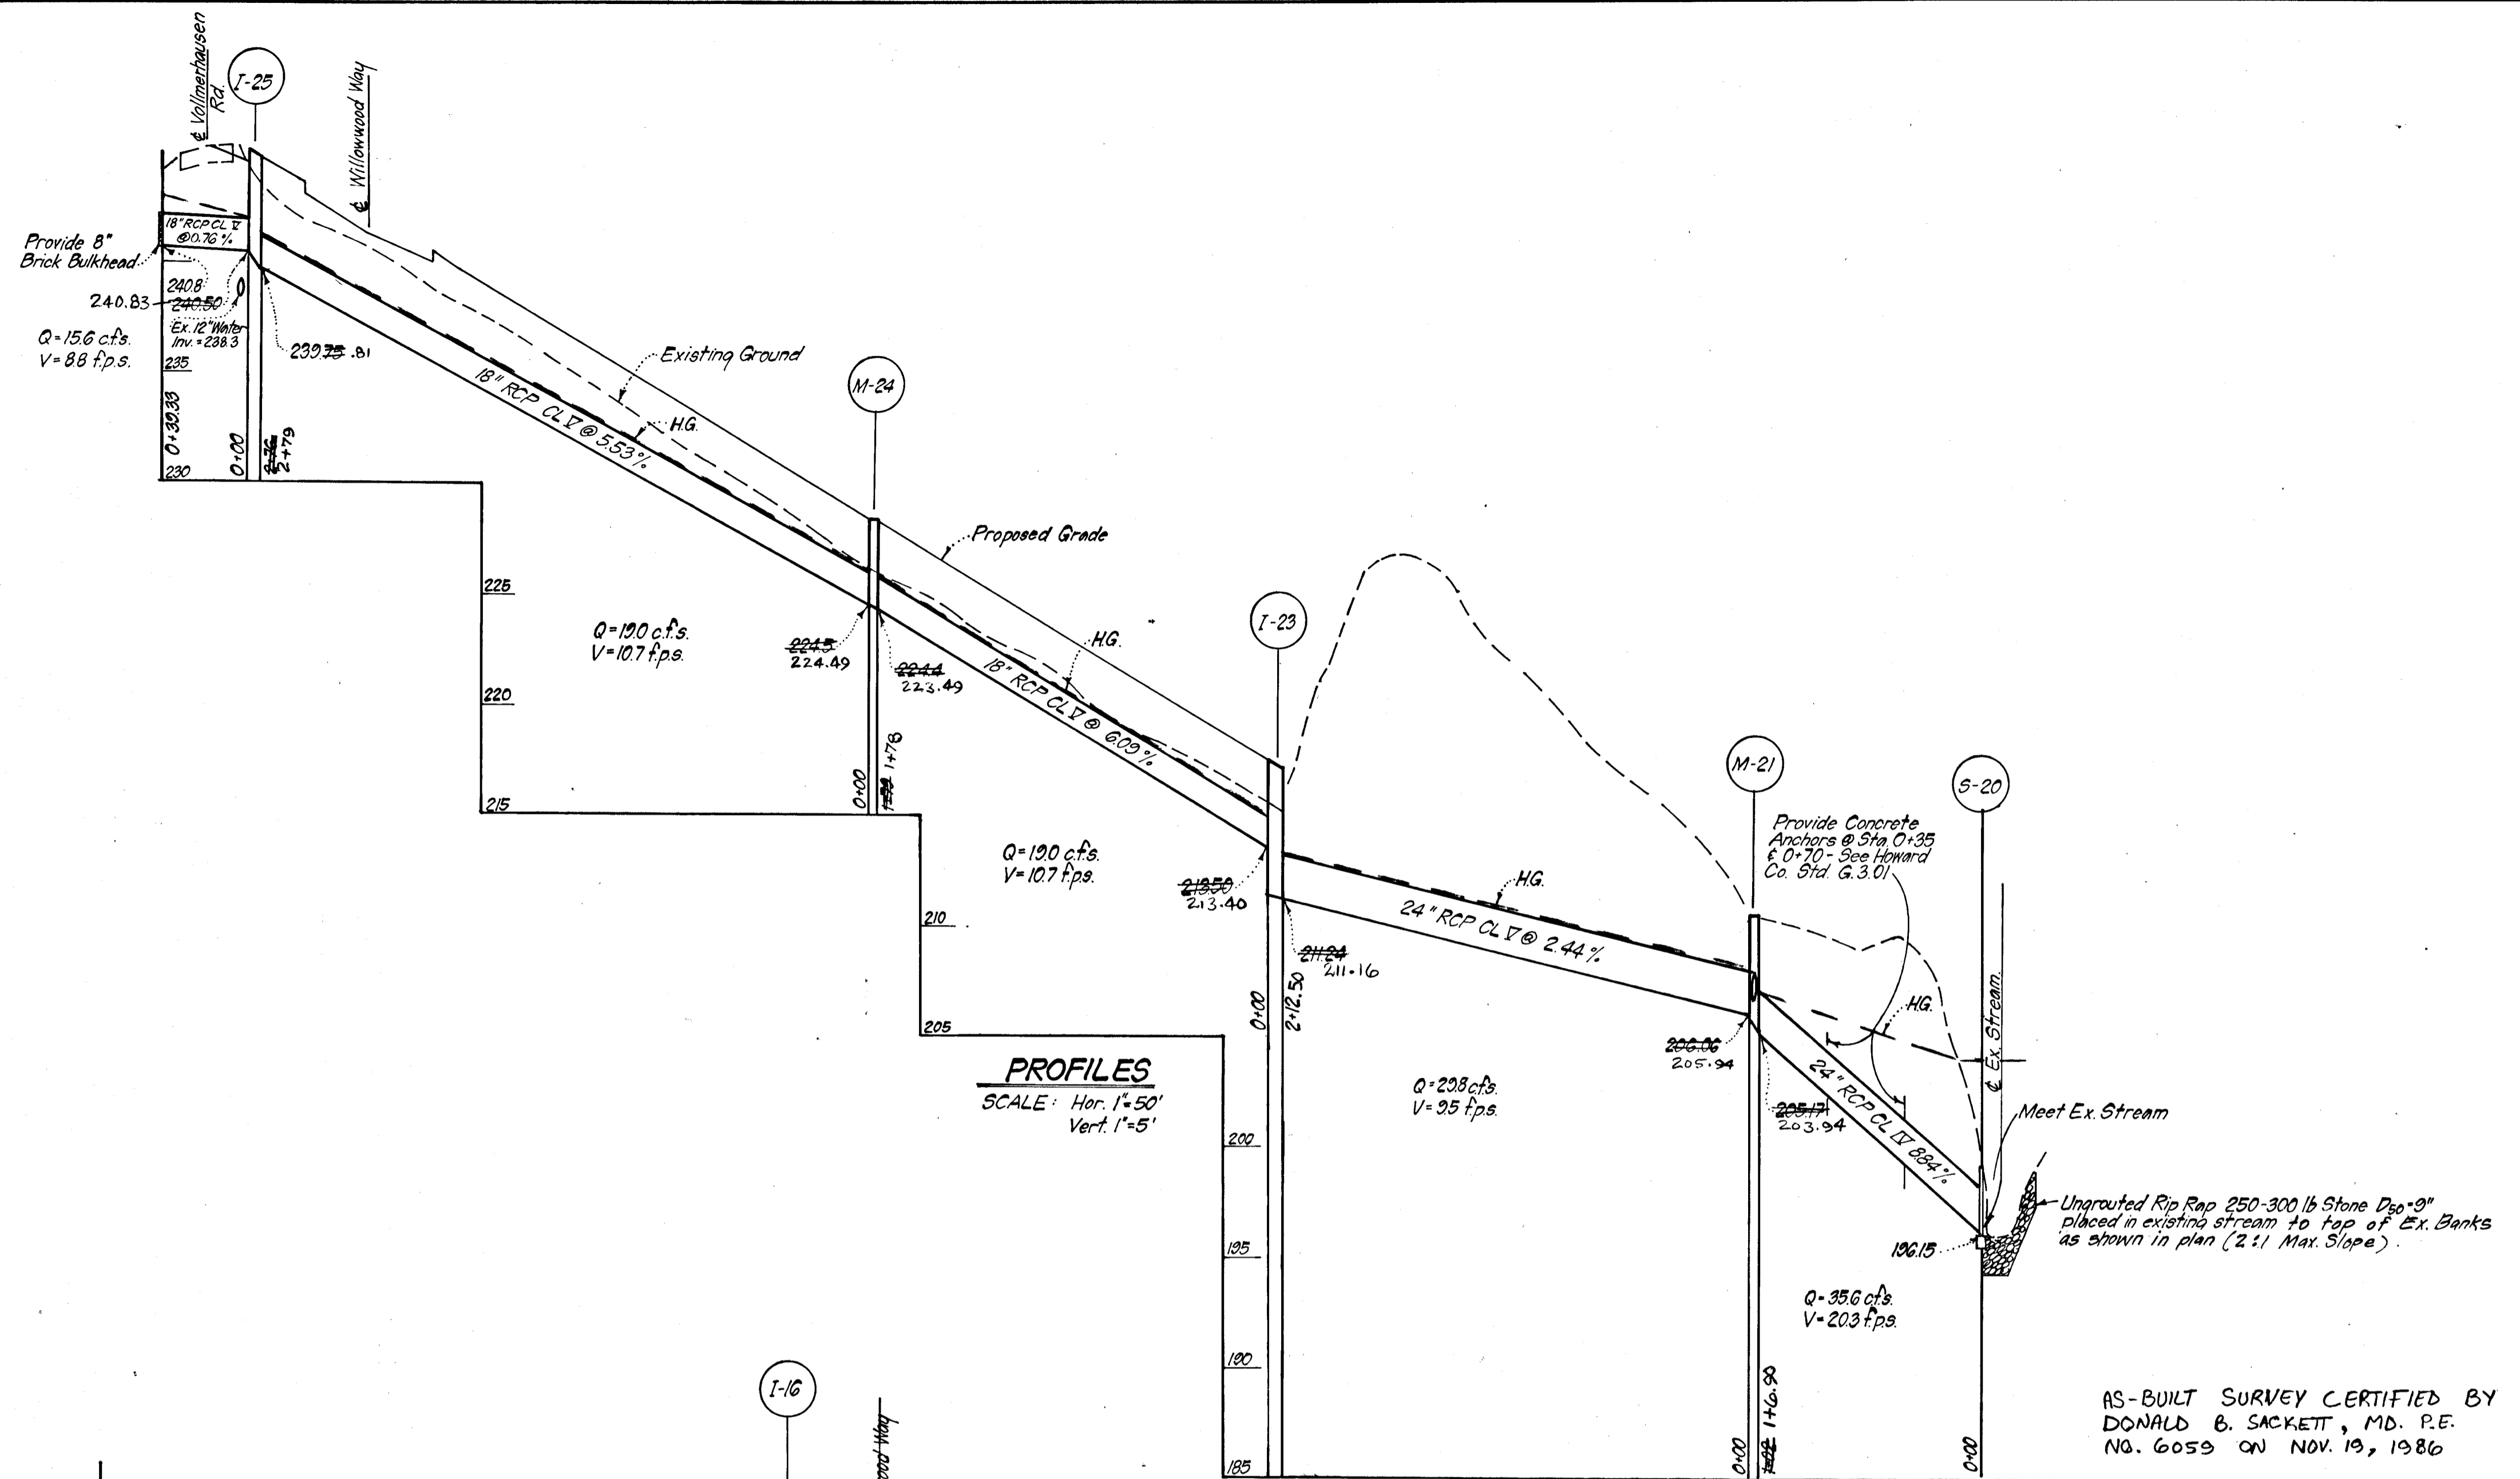 ℄ Vollmerhausen
Rd.
I-25
℄ Willowwood Way
18" RCP CL V
@0.76%
Provide 8"
Brick Bulkhead
240.8
240.83
240.50
Ex. 12" Water
Inv. = 238.3
Q=15.6 c.f.s.
V=8.8 f.p.s.
235
0+39.33
230
0+00
2+76
2+79
239.75 .81
Existing Ground
H.G.
18" RCP CL V @ 5.53%
M-24
Proposed Grade
225
220
215
Q=19.0 c.f.s.
V=10.7 f.p.s.
224.5
224.49
224.4
223.49
0+00
1+78
H.G.
18" RCP CL V @ 6.09%
I-23
Q=19.0 c.f.s.
V=10.7 f.p.s.
213.50
213.40
211.24
211.16
210
205
0+00
2+12.50
H.G.
24" RCP CL V @ 2.44%
M-21
S-20
Provide Concrete
Anchors @ Sta. 0+35
& 0+70 - See Howard
Co. Std. G.3.01
H.G.
℄ Ex. Stream
206.06
205.94
205.17
203.94
24" RCP CL IV 8.84%
Meet Ex. Stream
PROFILES
SCALE: Hor. 1"=50'
Vert. 1"=5'
Q=29.8 c.f.s.
V=9.5 f.p.s.
200
195
190
185
196.15
Ungrouted Rip Rap 250-300 lb Stone D50=9"
placed in existing stream to top of Ex. Banks
as shown in plan (2:1 Max. Slope).
Q=35.6 c.f.s.
V=20.3 f.p.s.
0+00
1+02 1+6.90
0+00
I-16
Way
AS-BUILT SURVEY CERTIFIED BY
DONALD B. SACKETT, MD. P.E.
NO. 6059 ON NOV. 19, 1986